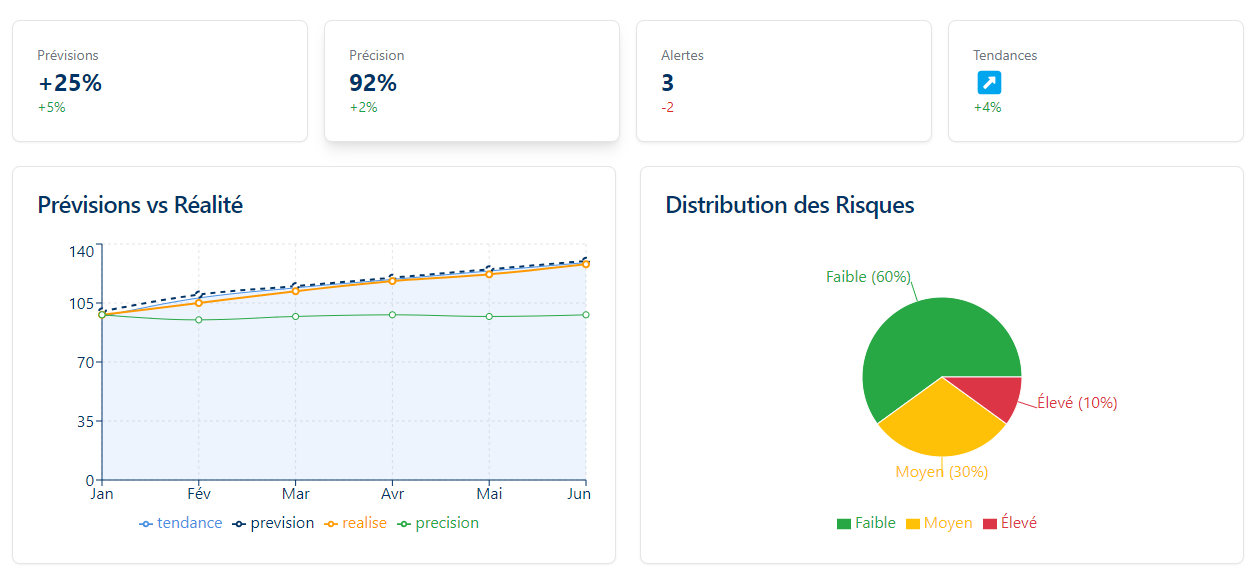 Prévisions
+25%
+5%
Précision
92%
+2%
Alertes
3
-2
Tendances
+4%
Prévisions vs Réalité
140
105
70
35
0
Jan Fév Mar Avr Mai Jun
tendance prevision realise precision
Distribution des Risques
Faible (60%)
Élevé (10%)
Moyen (30%)
Faible Moyen Élevé